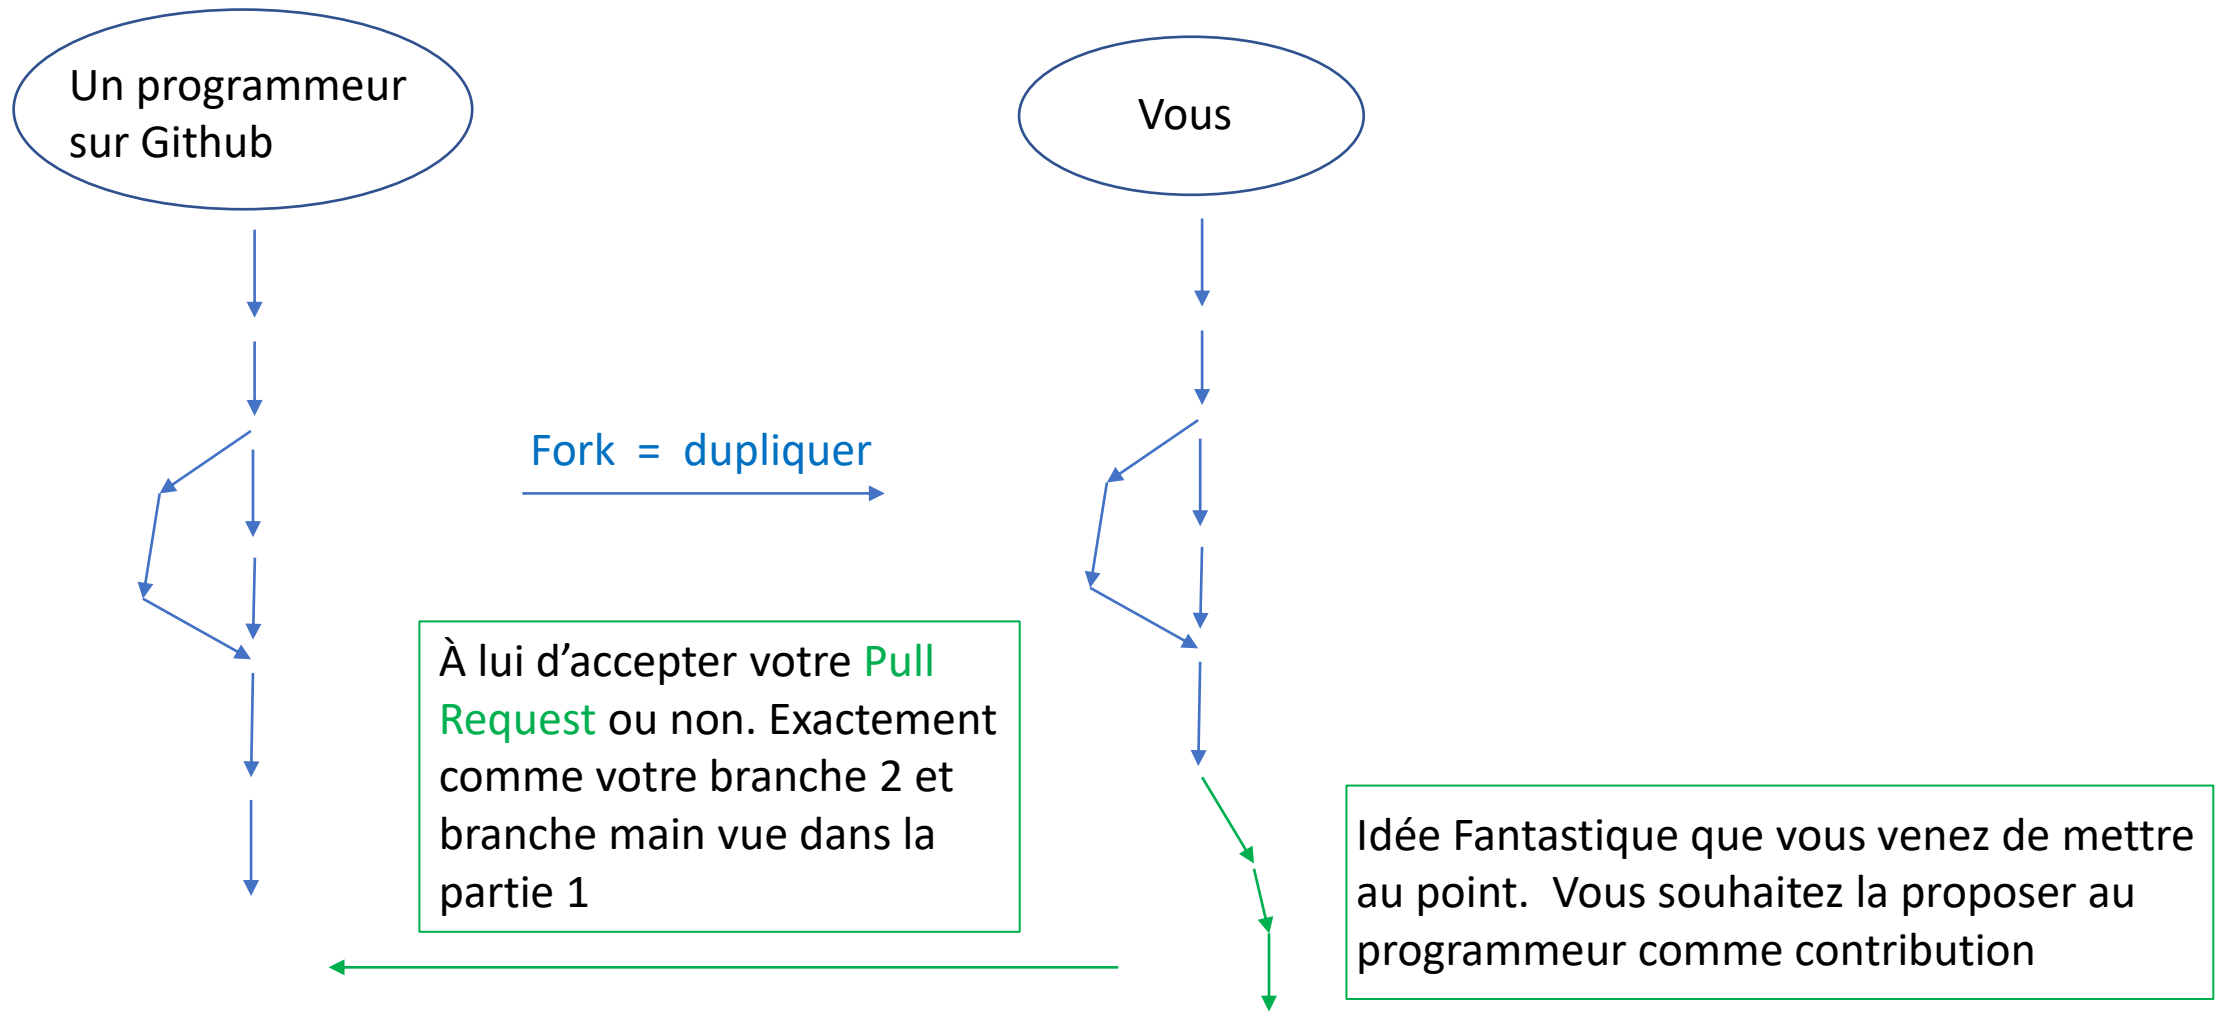 Un programmeur
sur Github
Vous
Fork = dupliquer
À lui d’accepter votre Pull
Request ou non. Exactement
comme votre branche 2 et
branche main vue dans la
partie 1
Idée Fantastique que vous venez de mettre
au point. Vous souhaitez la proposer au
programmeur comme contribution